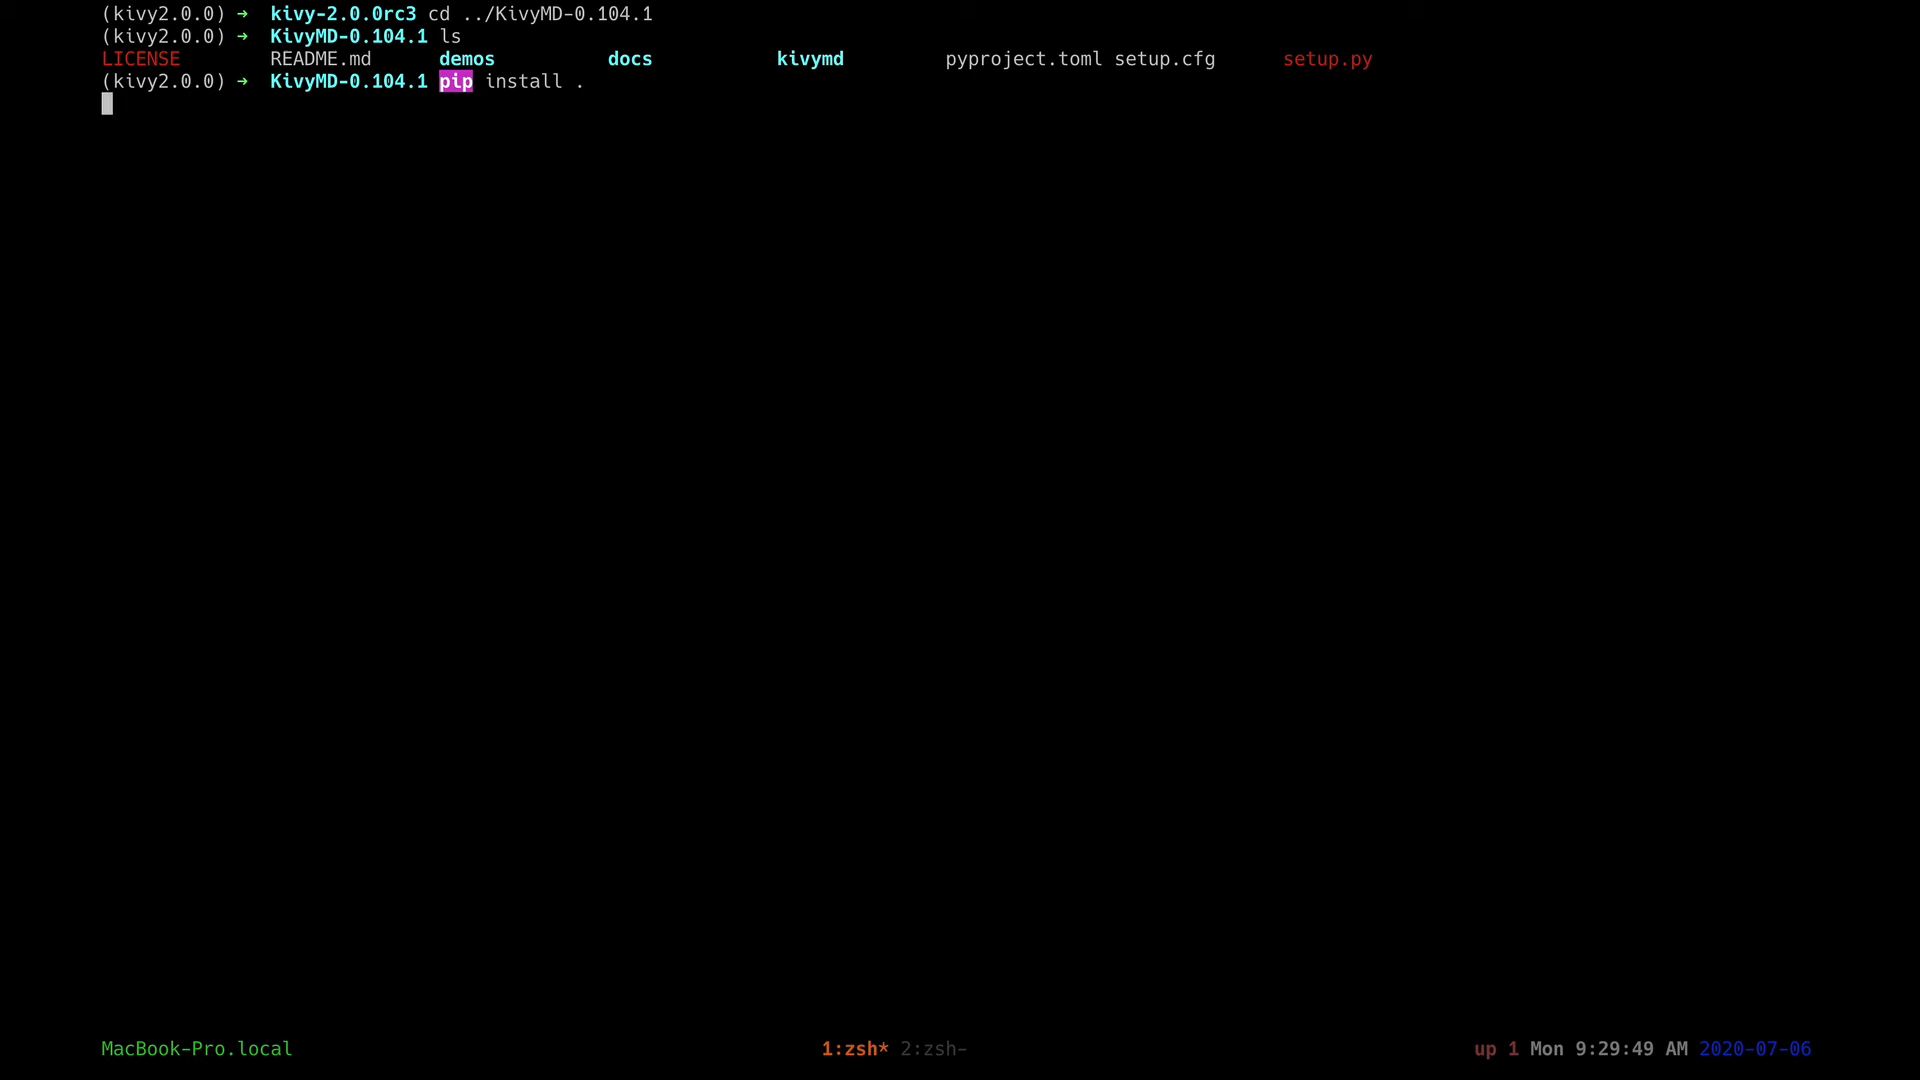 (kivy2.0.0) → kivy-2.0.0rc3 cd ../KivyMD-0.104.1
(kivy2.0.0) → KivyMD-0.104.1 ls
LICENSE README.md demos docs kivymd pyproject.toml setup.cfg setup.py
(kivy2.0.0) → KivyMD-0.104.1 pip install .
MacBook-Pro.local 1:zsh* 2:zsh- up 1 Mon 9:29:49 AM 2020-07-06